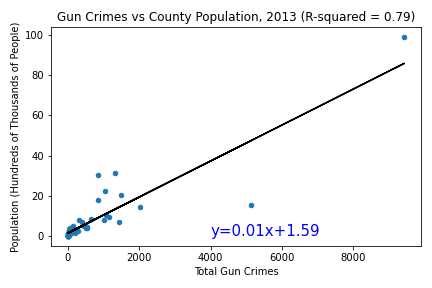 Gun Crimes vs County Population, 2013 (R-squared = 0.79)
Population (Hundreds of Thousands of People)
100
80
60
40
20
0
y=0.01x+1.59
0 2000 4000 6000 8000
Total Gun Crimes